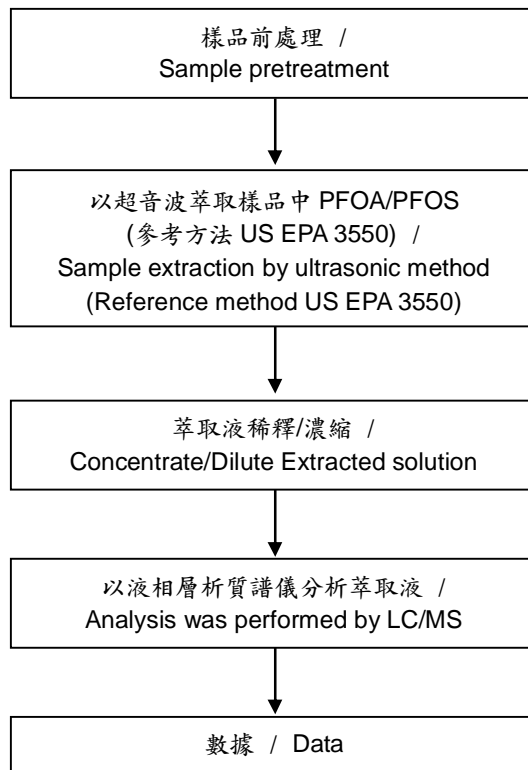 樣品前處理 /
Sample pretreatment
以超音波萃取樣品中 PFOA/PFOS
(參考方法 US EPA 3550) /
Sample extraction by ultrasonic method
(Reference method US EPA 3550)
萃取液稀釋/濃縮 /
Concentrate/Dilute Extracted solution
以液相層析質譜儀分析萃取液 /
Analysis was performed by LC/MS
數據 / Data